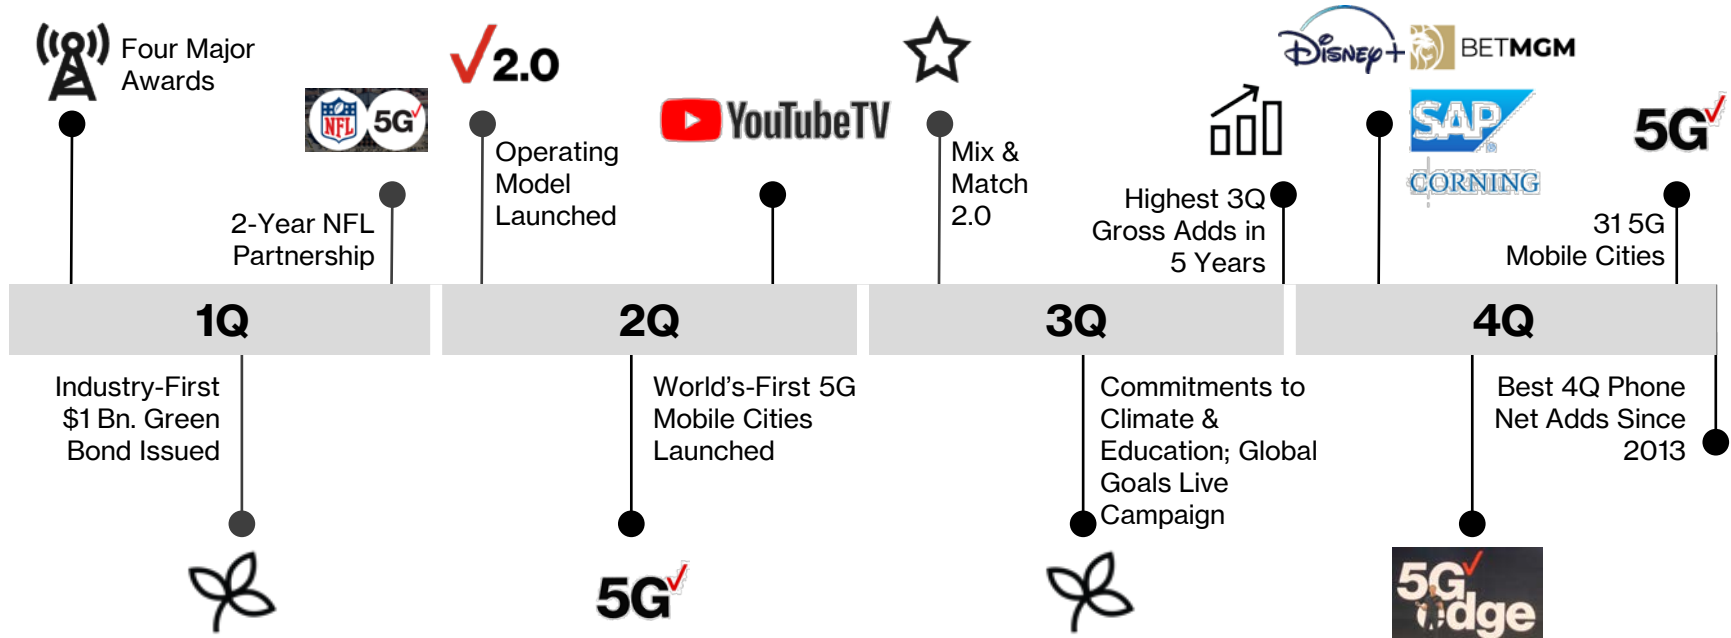 Four Major
Awards
NFL
5G
2-Year NFL
Partnership
2.0
Operating
Model
Launched
YouTubeTV
Mix &
Match
2.0
Highest 3Q
Gross Adds in
5 Years
Disney+
BETMGM
SAP
CORNING
5G
31 5G
Mobile Cities
1Q
2Q
3Q
4Q
Industry-First
$1 Bn. Green
Bond Issued
World's-First 5G
Mobile Cities
Launched
5G
Commitments to
Climate &
Education; Global
Goals Live
Campaign
Best 4Q Phone
Net Adds Since
2013
5G
Edge